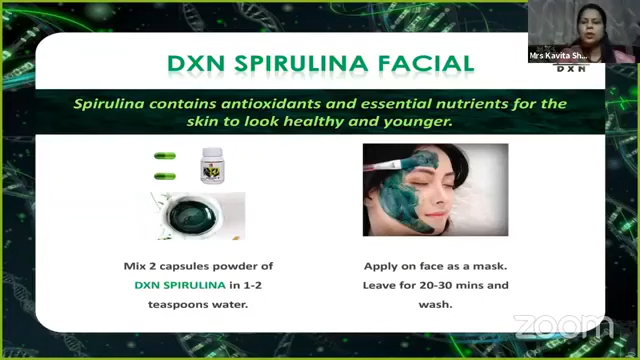 DXN SPIRULINA FACIAL
Mrs Kavita Sh...
DXN
Spirulina contains antioxidants and essential nutrients for the
skin to look healthy and younger.
Mix 2 capsules powder of
DXN SPIRULINA in 1-2
teaspoons water.
Apply on face as a mask.
Leave for 20-30 mins and
wash.
zoom